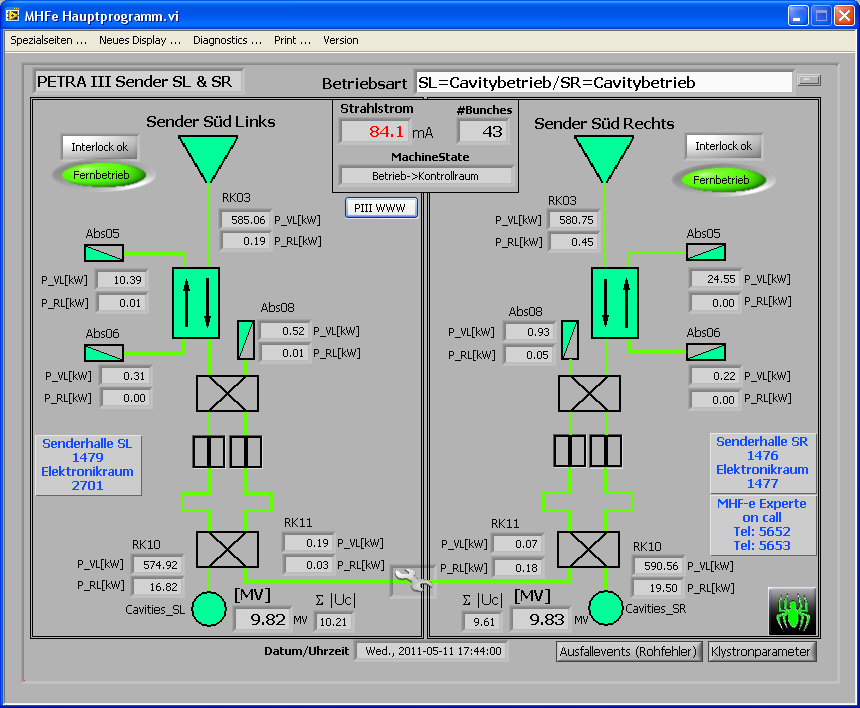 MHFe Hauptprogramm.vi
Spezialseiten ... Neues Display ... Diagnostics ... Print ... Version
PETRA III Sender SL & SR
Betriebsart SL=Cavitybetrieb/SR=Cavitybetrieb
Strahlstrom #Bunches
84.1 mA 43
MachineState
Betrieb->Kontrollraum
PIII WWW
Sender Süd Links
Interlock ok
Fernbetrieb
RK03
585.06 P_VL[kW]
0.19 P_RL[kW]
Abs05
P_VL[kW] 10.39
P_RL[kW] 0.01
Abs08
0.52 P_VL[kW]
0.01 P_RL[kW]
Abs06
P_VL[kW] 0.31
P_RL[kW] 0.00
Senderhalle SL
1479
Elektronikraum
2701
RK11
0.19 P_VL[kW]
0.03 P_RL[kW]
RK10
P_VL[kW] 574.92
P_RL[kW] 16.82
Cavities_SL
[MV] Σ |Uc|
9.82 MV 10.21
Sender Süd Rechts
Interlock ok
Fernbetrieb
RK03
P_VL[kW] 580.75
P_RL[kW] 0.45
Abs05
24.55 P_VL[kW]
0.00 P_RL[kW]
Abs08
P_VL[kW] 0.93
P_RL[kW] 0.05
Abs06
0.22 P_VL[kW]
0.00 P_RL[kW]
Senderhalle SR
1476
Elektronikraum
1477
MHF-e Experte
on call
Tel: 5652
Tel: 5653
RK11
P_VL[kW] 0.07
P_RL[kW] 0.18
RK10
590.56 P_VL[kW]
19.50 P_RL[kW]
Σ |Uc| [MV]
9.61 9.83 MV
Cavities_SR
Datum/Uhrzeit Wed., 2011-05-11 17:44:00
Ausfallevents (Rohfehler) Klystronparameter